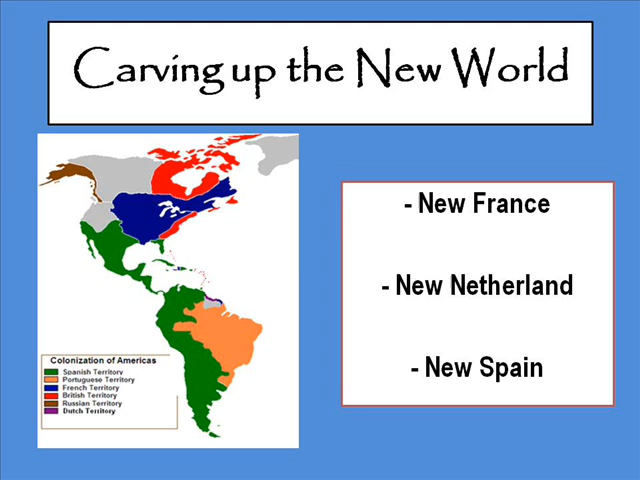 Carving up the New World
- New France
- New Netherland
- New Spain
Colonization of Americas
Spanish Territory
Portuguese Territory
French Territory
British Territory
Russian Territory
Dutch Territory